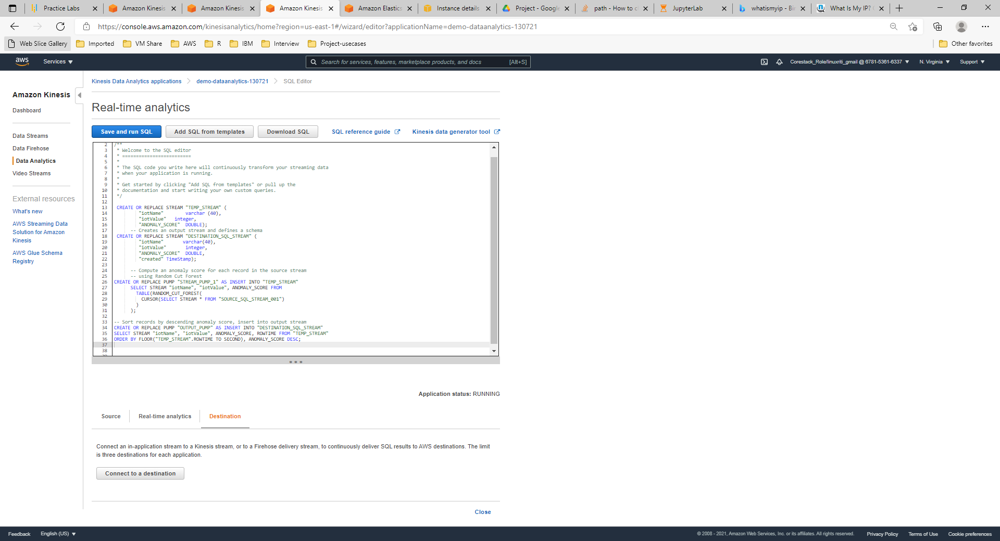 Practice Labs
Amazon Kinesis
Amazon Kinesis
Amazon Kinesis
Amazon Elastic
Instance details
Project - Google
path - How to c
JupyterLab
whatismyip - Bi
What Is My IP?
https://console.aws.amazon.com/kinesisanalytics/home?region=us-east-1#/wizard/editor?applicationName=demo-dataanalytics-130721
Web Slice Gallery
Imported
VM Share
AWS
R
IBM
Interview
Project-usecases
Other favorites
aws
Services
Search for services, features, marketplace products, and docs
[Alt+S]
Corestack_Role/linuxriti_gmail @ 6781-5361-6337
N. Virginia
Support
Amazon Kinesis
Dashboard
Data Streams
Data Firehose
Data Analytics
Video Streams
External resources
What's new
AWS Streaming Data
Solution for Amazon
Kinesis
AWS Glue Schema
Registry
Kinesis Data Analytics applications
demo-dataanalytics-130721
SQL Editor
Real-time analytics
Save and run SQL
Add SQL from templates
Download SQL
SQL reference guide
Kinesis data generator tool
2 /**
3 * Welcome to the SQL editor
4 * =========================
5 *
6 * The SQL code you write here will continuously transform your streaming data
7 * when your application is running.
8 *
9 * Get started by clicking "Add SQL from templates" or pull up the
10 * documentation and start writing your own custom queries.
11 */
12
13 CREATE OR REPLACE STREAM "TEMP_STREAM" (
14 "iotName" varchar (40),
15 "iotValue" integer,
16 "ANOMALY_SCORE" DOUBLE);
17 -- Creates an output stream and defines a schema
18 CREATE OR REPLACE STREAM "DESTINATION_SQL_STREAM" (
19 "iotName" varchar(40),
20 "iotValue" integer,
21 "ANOMALY_SCORE" DOUBLE,
22 "created" TimeStamp);
23
24 -- Compute an anomaly score for each record in the source stream
25 -- using Random Cut Forest
26 CREATE OR REPLACE PUMP "STREAM_PUMP_1" AS INSERT INTO "TEMP_STREAM"
27 SELECT STREAM "iotName", "iotValue", ANOMALY_SCORE FROM
28 TABLE(RANDOM_CUT_FOREST(
29 CURSOR(SELECT STREAM * FROM "SOURCE_SQL_STREAM_001")
30 )
31 );
32
33 -- Sort records by descending anomaly score, insert into output stream
34 CREATE OR REPLACE PUMP "OUTPUT_PUMP" AS INSERT INTO "DESTINATION_SQL_STREAM"
35 SELECT STREAM "iotName", "iotValue", ANOMALY_SCORE, ROWTIME FROM "TEMP_STREAM"
36 ORDER BY FLOOR("TEMP_STREAM".ROWTIME TO SECOND), ANOMALY_SCORE DESC;
37
38
Application status: RUNNING
Source
Real-time analytics
Destination
Connect an in-application stream to a Kinesis stream, or to a Firehose delivery stream, to continuously deliver SQL results to AWS destinations. The limit
is three destinations for each application.
Connect to a destination
Close
Feedback
English (US)
© 2008 - 2021, Amazon Web Services, Inc. or its affiliates. All rights reserved.
Privacy Policy
Terms of Use
Cookie preferences